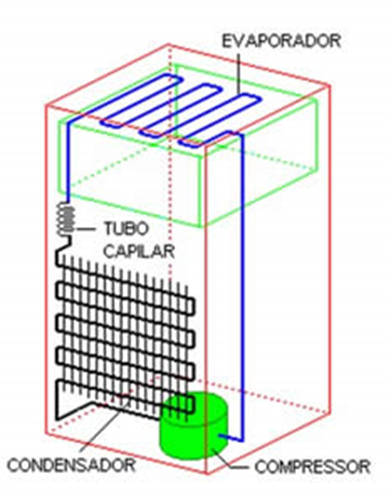 EVAPORADOR
TUBO
CAPILAR
CONDENSADOR
COMPRESSOR